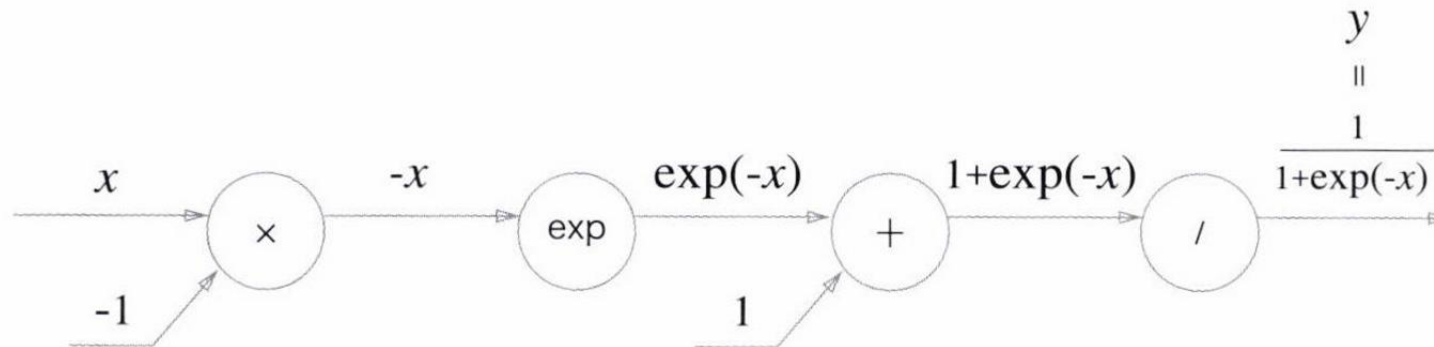 y
=
1
x -x exp(-x) 1+exp(-x) 1+exp(-x)
× exp + /
-1 1